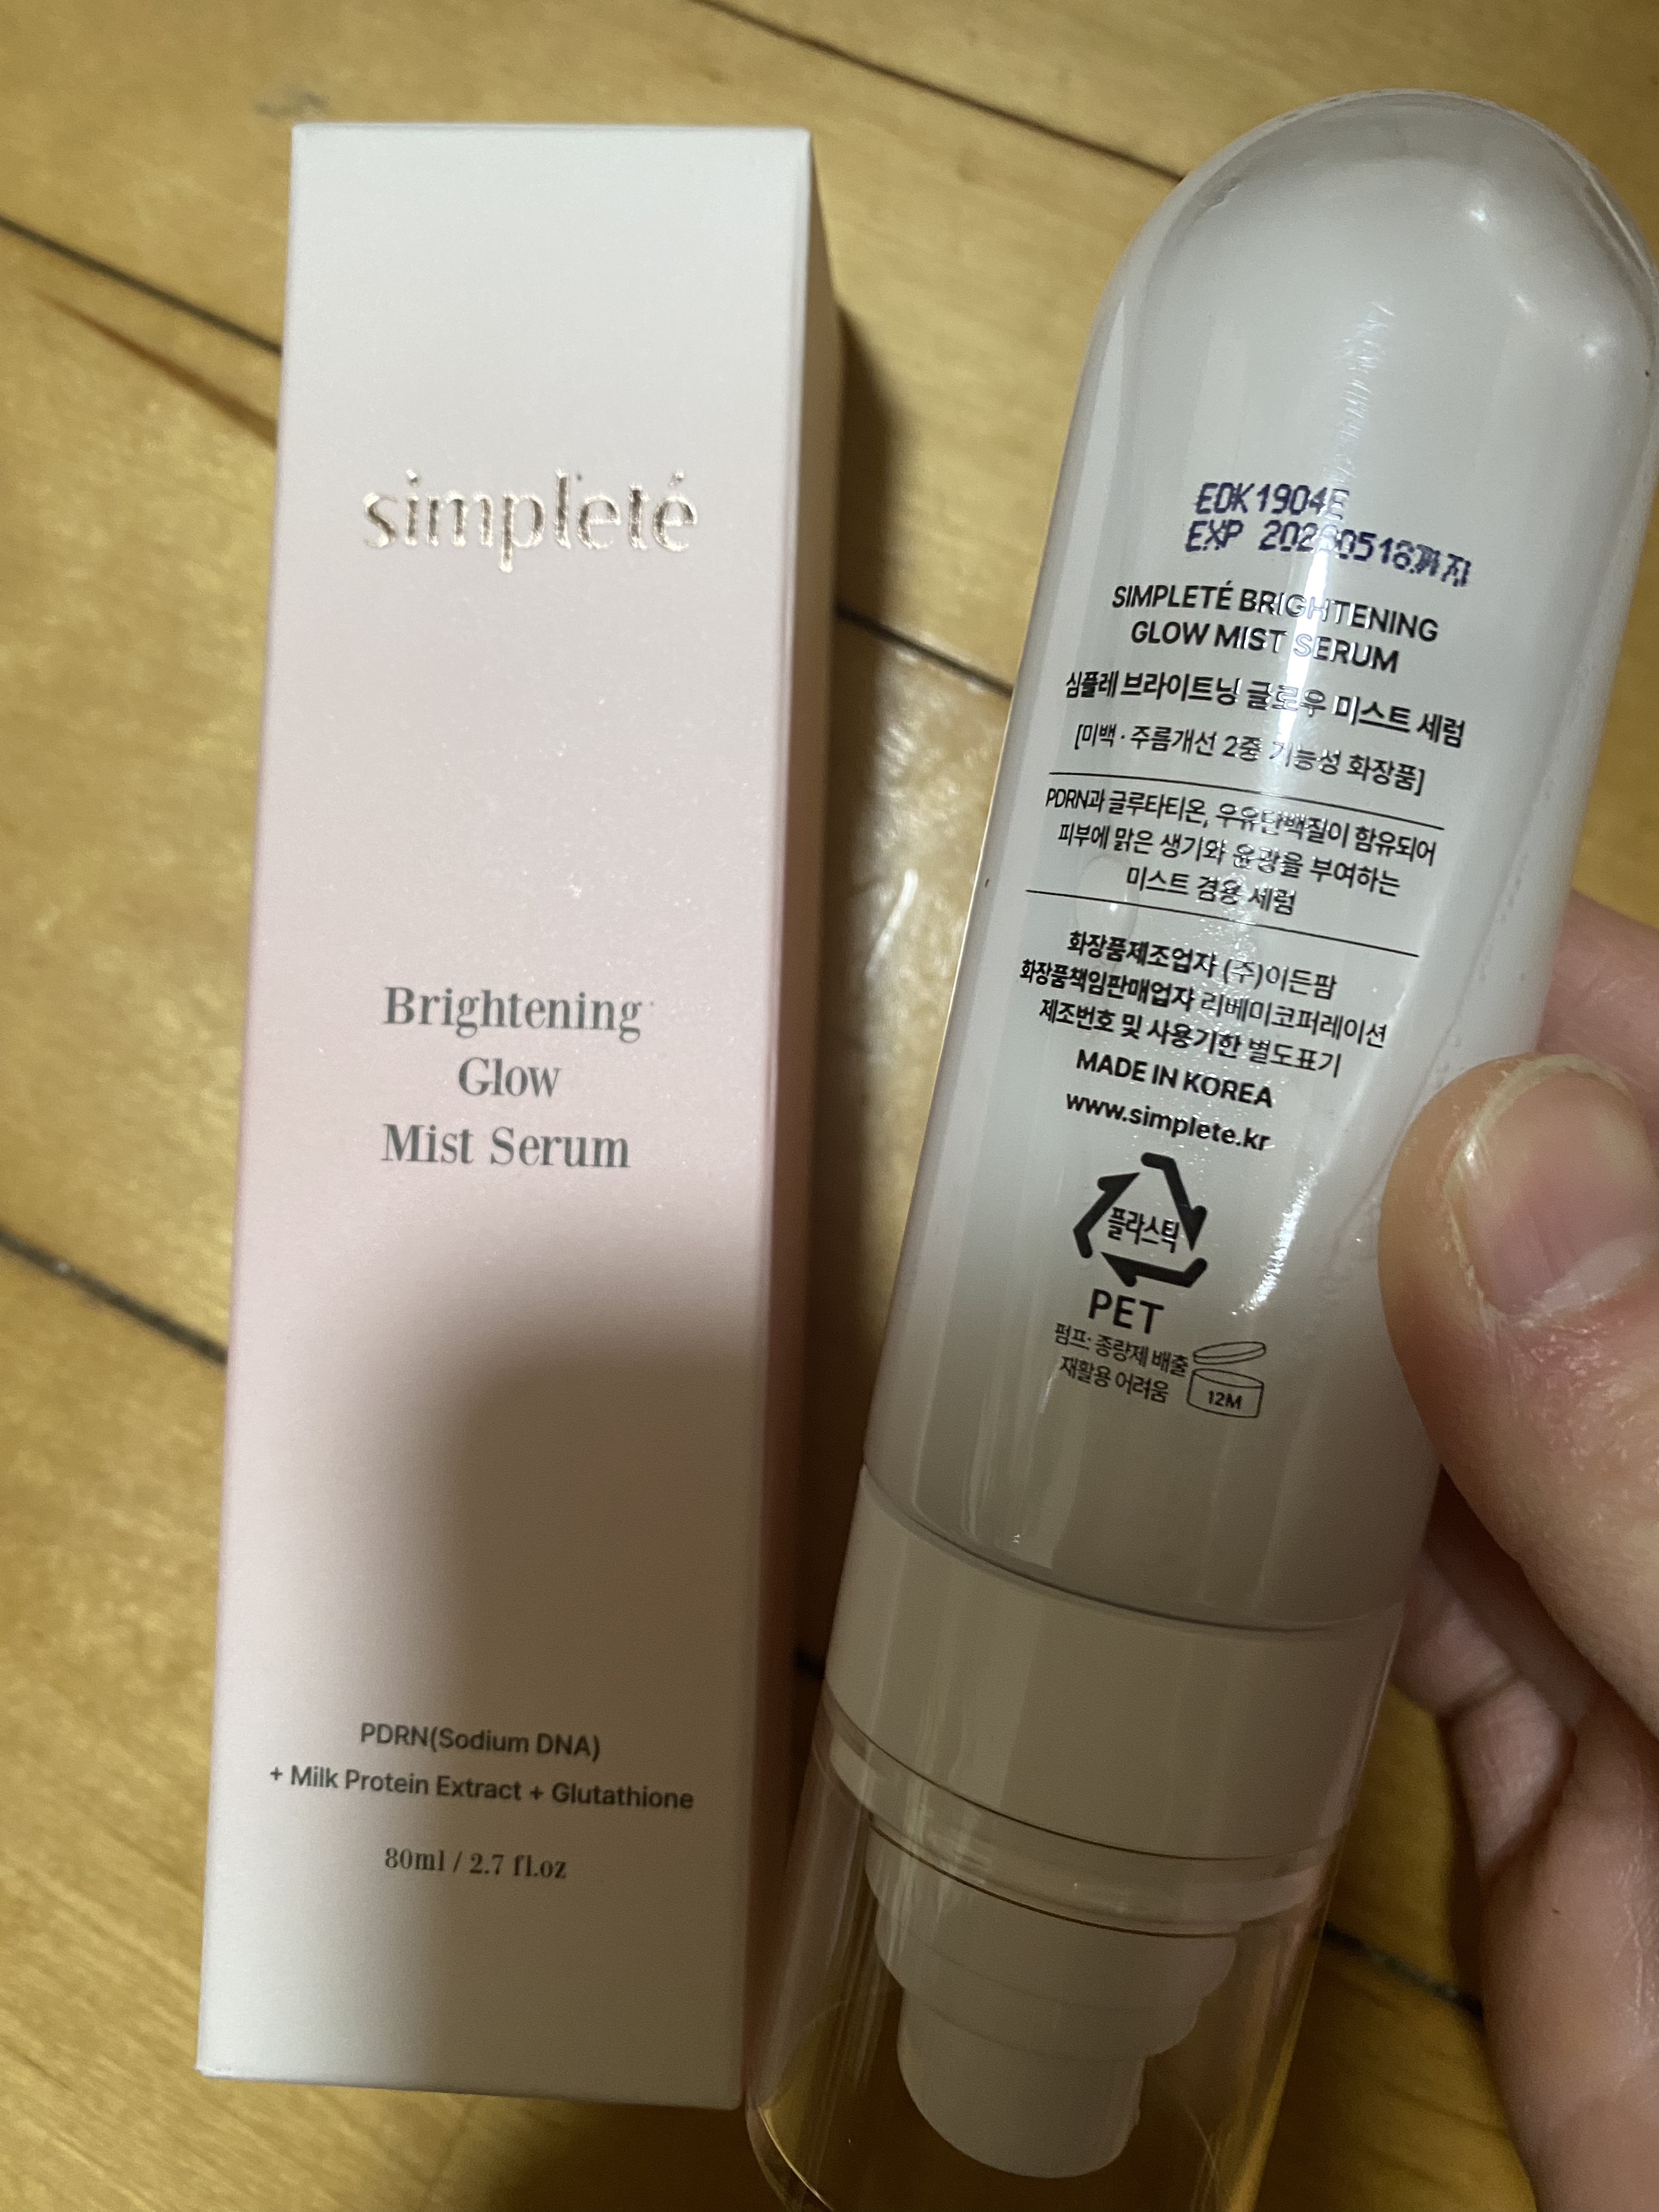 simpleté
Brightening
Glow
Mist Serum
PDRN(Sodium DNA)
+ Milk Protein Extract + Glutathione
80ml / 2.7 fl.oz
EDK1904E
EXP
SIMPLETÉ BRIGHTENING
GLOW MIST SERUM
심플레 브라이트닝 글로우 미스트 세럼
[미백 · 주름개선 2중 기능성 화장품]
PDRN과 글루타티온, 우유단백질이 함유되어
피부에 맑은 생기와 윤광을 부여하는
미스트 겸용 세럼
화장품제조업자 (주)이든팜
화장품책임판매업자 리베미코퍼레이션
제조번호 및 사용기한 별도표기
MADE IN KOREA
www.simplete.kr
플라스틱
PET
펌프: 종량제 배출
재활용 어려움
12M